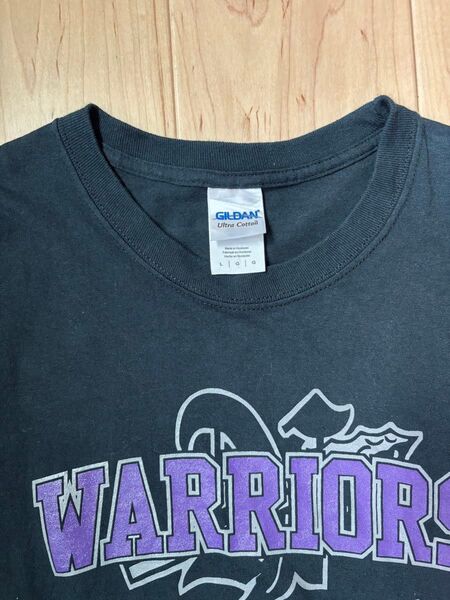 GILDAN®
Ultra Cotton
L | G | G
WARRIORS